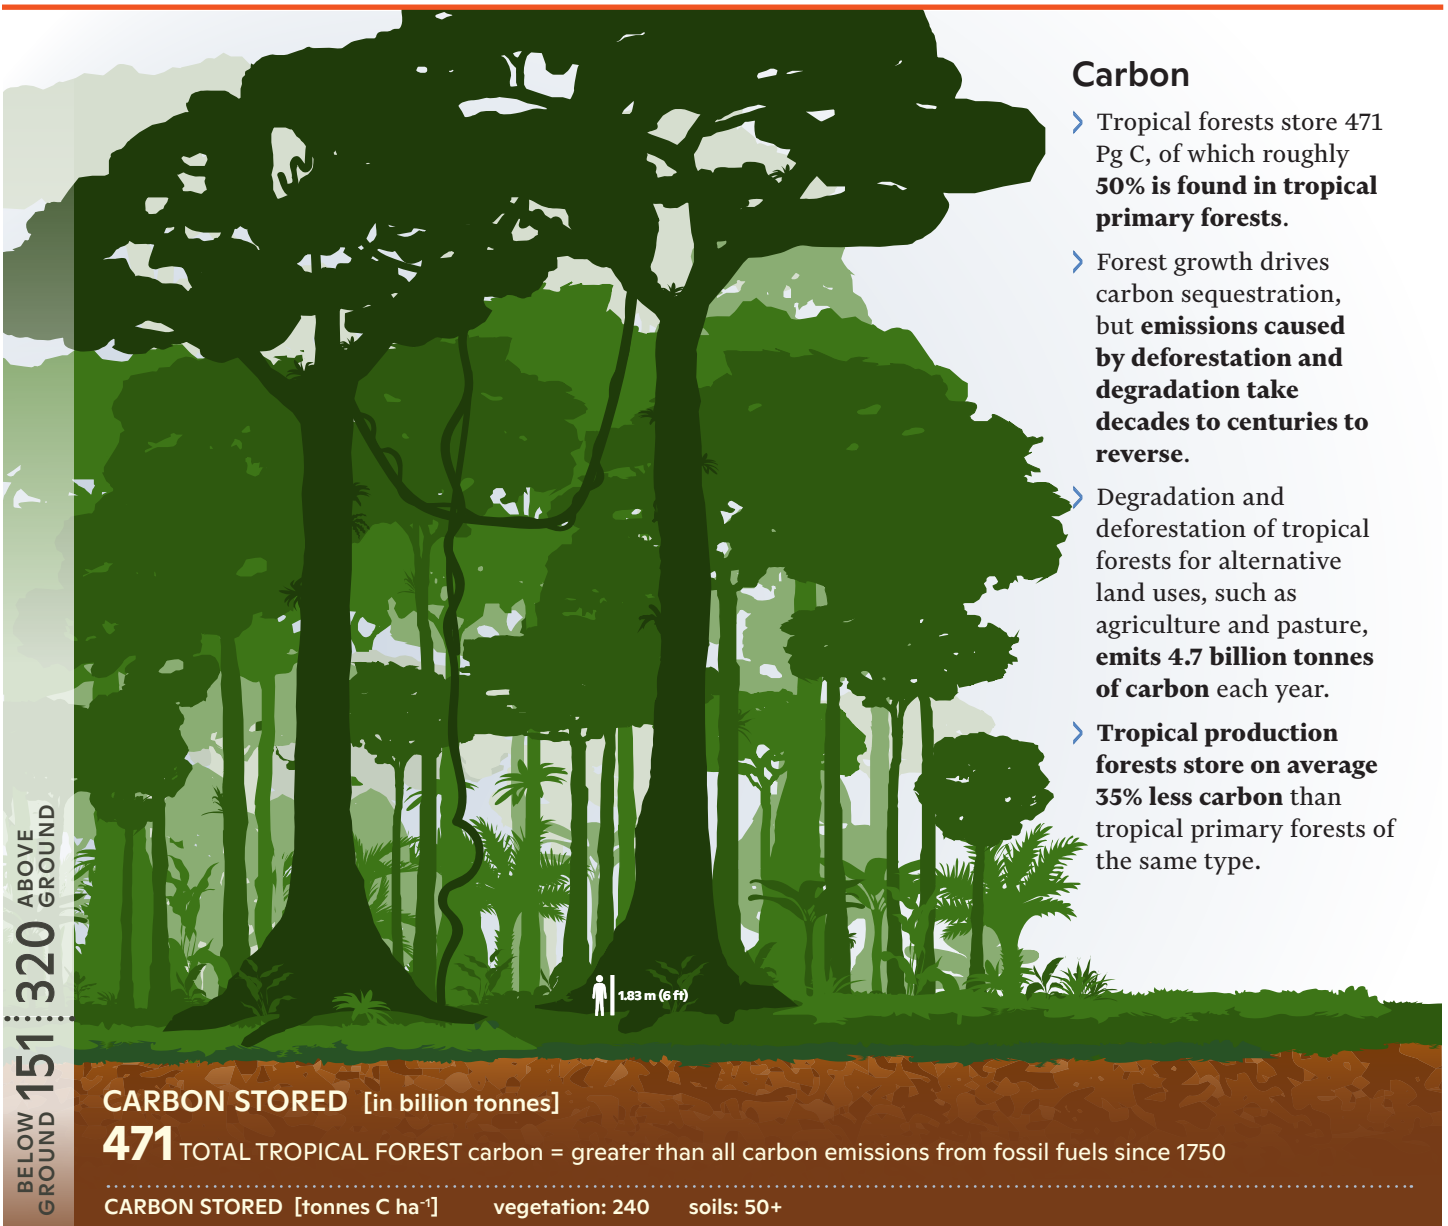 Carbon
Tropical forests store 471
Pg C, of which roughly
50% is found in tropical
primary forests.
Forest growth drives
carbon sequestration,
but emissions caused
by deforestation and
degradation take
decades to centuries to
reverse.
Degradation and
deforestation of tropical
forests for alternative
land uses, such as
agriculture and pasture,
emits 4.7 billion tonnes
of carbon each year.
Tropical production
forests store on average
35% less carbon than
tropical primary forests of
the same type.
320 ABOVE
GROUND
BELOW
GROUND 151
1.83 m (6 ft)
CARBON STORED [in billion tonnes]
471 TOTAL TROPICAL FOREST carbon = greater than all carbon emissions from fossil fuels since 1750
CARBON STORED [tonnes C ha⁻¹] vegetation: 240 soils: 50+